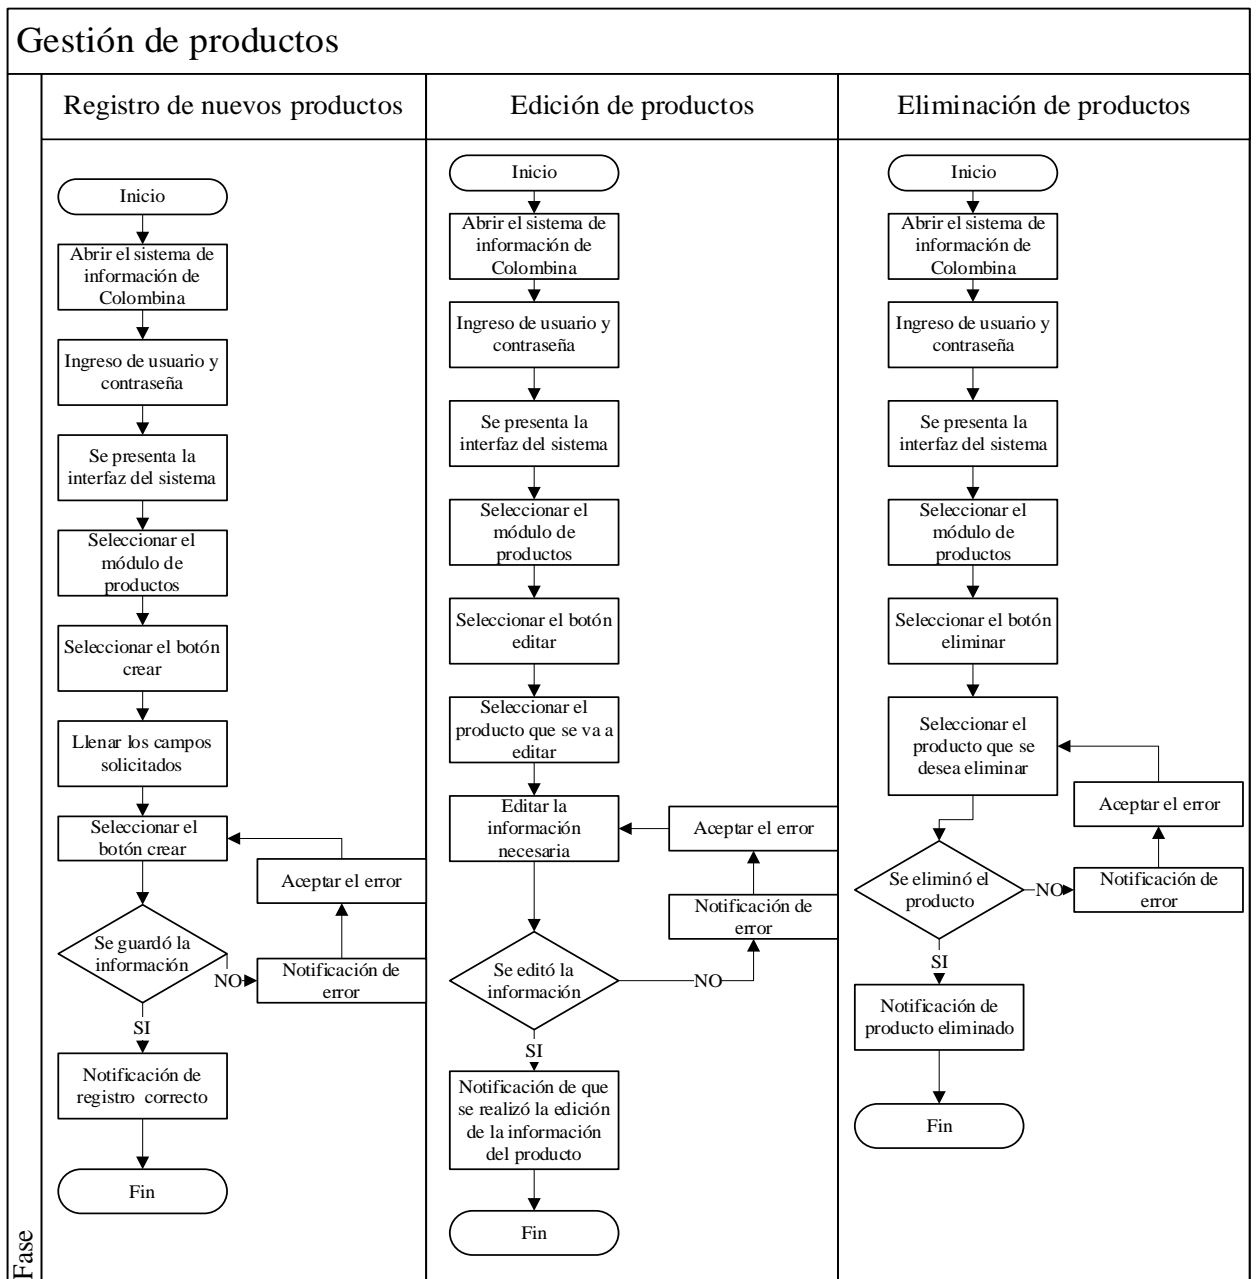 Gestión de productos
Registro de nuevos productos
Edición de productos
Eliminación de productos
Fase
Inicio
Abrir el sistema de
información de
Colombina
Ingreso de usuario y
contraseña
Se presenta la
interfaz del sistema
Seleccionar el
módulo de
productos
Seleccionar el botón
crear
Llenar los campos
solicitados
Seleccionar el
botón crear
Aceptar el error
Se guardó la
información
NO
Notificación de
error
SI
Notificación de
registro correcto
Fin
Inicio
Abrir el sistema de
información de
Colombina
Ingreso de usuario y
contraseña
Se presenta la
interfaz del sistema
Seleccionar el
módulo de
productos
Seleccionar el botón
editar
Seleccionar el
producto que se va a
editar
Editar la
información
necesaria
Aceptar el error
Notificación de
error
Se editó la
información
NO
SI
Notificación de que
se realizó la edición
de la información
del producto
Fin
Inicio
Abrir el sistema de
información de
Colombina
Ingreso de usuario y
contraseña
Se presenta la
interfaz del sistema
Seleccionar el
módulo de
productos
Seleccionar el botón
eliminar
Seleccionar el
producto que se
desea eliminar
Aceptar el error
Se eliminó el
producto
NO
Notificación de
error
SI
Notificación de
producto eliminado
Fin